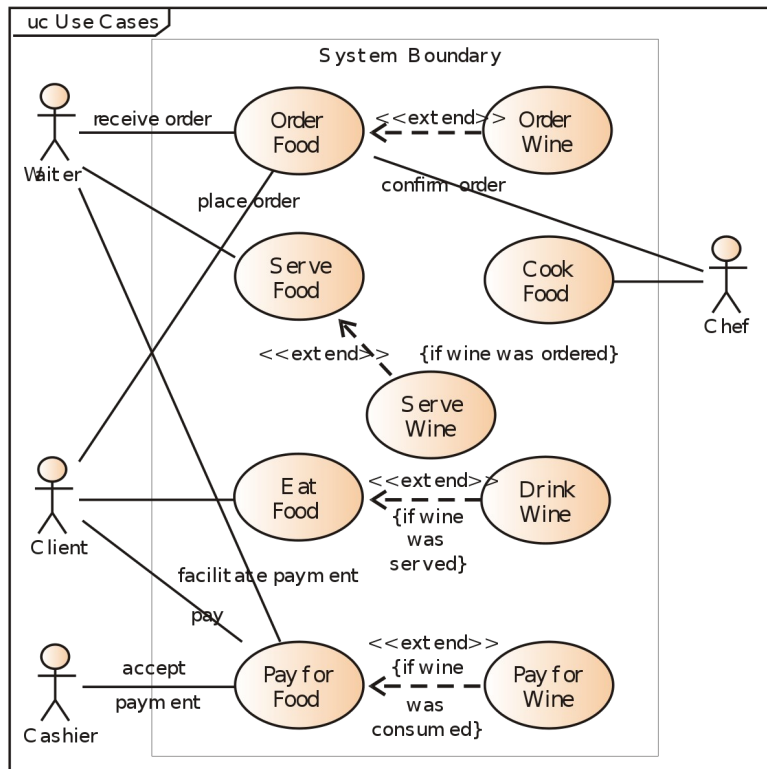 uc Use Cases
System Boundary
receive order
Order
Food
<<extend>>
Order
Wine
Waiter
place order
confirm order
Serve
Food
Cook
Food
Chef
<<extend>>
{if wine was ordered}
Serve
Wine
Client
Eat
Food
<<extend>>
{if wine
was
served}
Drink
Wine
facilitate payment
pay
Cashier
accept
payment
Pay for
Food
<<extend>>
{if wine
was
consumed}
Pay for
Wine